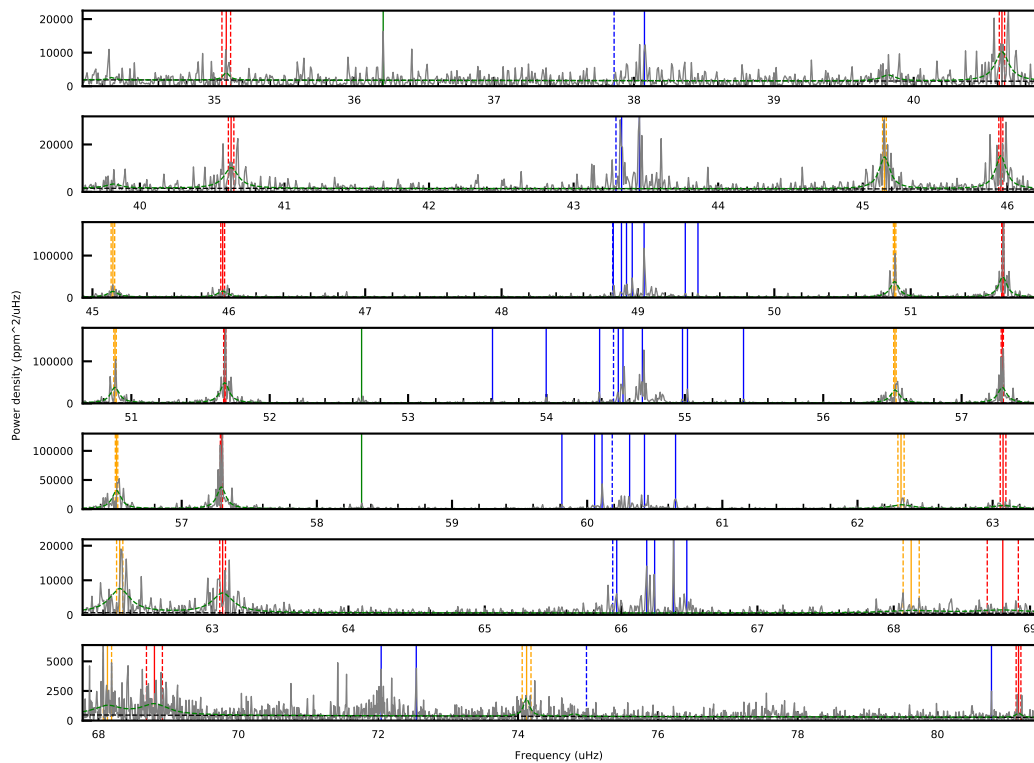 20000
10000
0
35 36 37 38 39 40
20000
0
40 41 42 43 44 45 46
100000
0
45 46 47 48 49 50 51
100000
0
51 52 53 54 55 56 57
Power density (ppm^2/uHz)
100000
50000
0
57 58 59 60 61 62 63
20000
10000
0
63 64 65 66 67 68 69
5000
2500
0
68 70 72 74 76 78 80
Frequency (uHz)